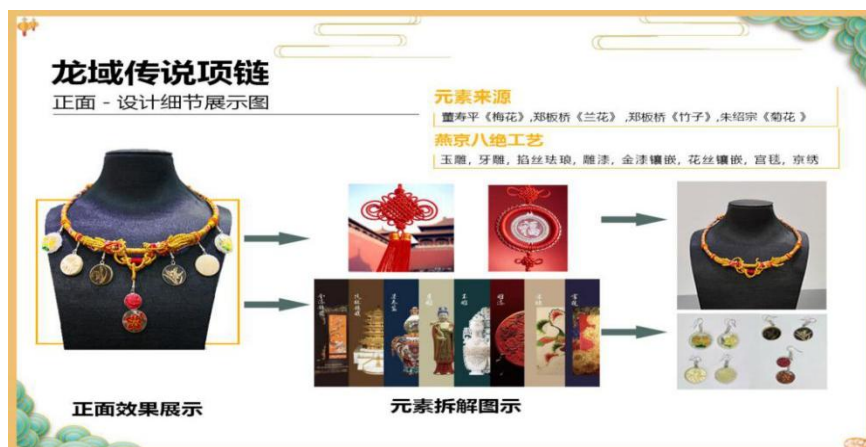 龙域传说项链
正面 - 设计细节展示图
元素来源
董寿平《梅花》,郑板桥《兰花》,郑板桥《竹子》,朱绍宗《菊花 》
燕京八绝工艺
玉雕, 牙雕, 掐丝珐琅, 雕漆, 金漆镶嵌, 花丝镶嵌, 宫毯, 京绣
正面效果展示
元素拆解图示